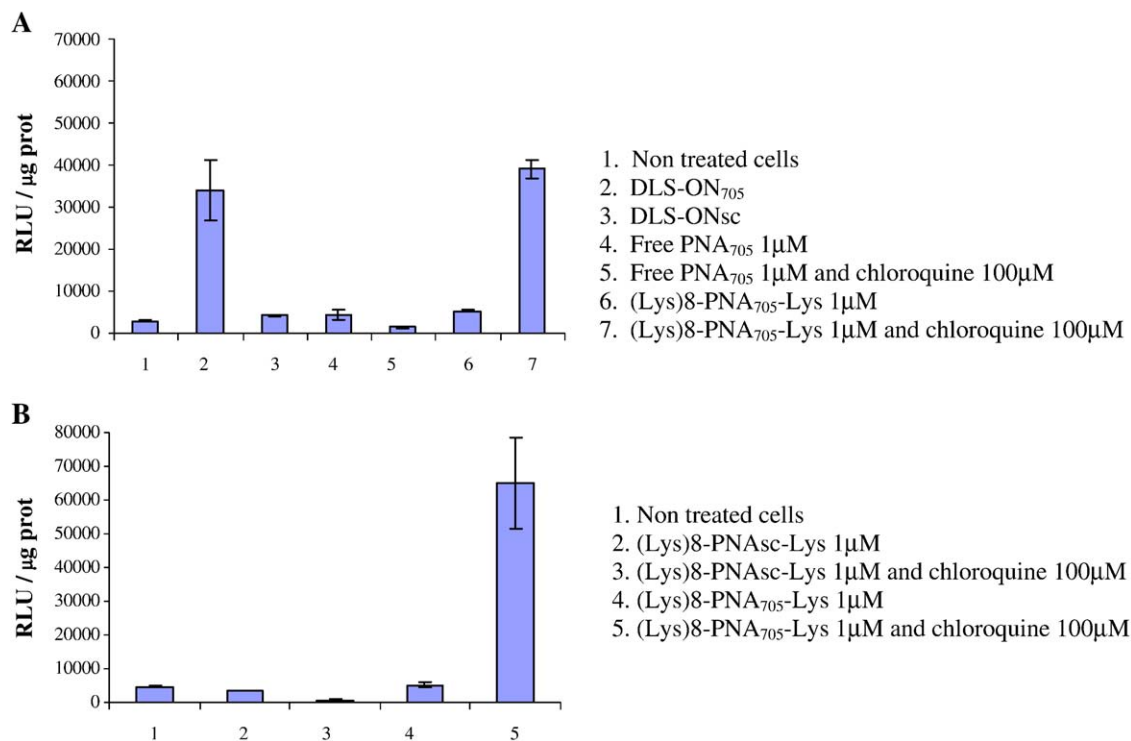 A
RLU / µg prot
70000
60000
50000
40000
30000
20000
10000
0
1 2 3 4 5 6 7
1. Non treated cells
2. DLS-ON₇₀₅
3. DLS-ONsc
4. Free PNA₇₀₅ 1µM
5. Free PNA₇₀₅ 1µM and chloroquine 100µM
6. (Lys)8-PNA₇₀₅-Lys 1µM
7. (Lys)8-PNA₇₀₅-Lys 1µM and chloroquine 100µM
B
RLU / µg prot
80000
70000
60000
50000
40000
30000
20000
10000
0
1 2 3 4 5
1. Non treated cells
2. (Lys)8-PNAsc-Lys 1µM
3. (Lys)8-PNAsc-Lys 1µM and chloroquine 100µM
4. (Lys)8-PNA₇₀₅-Lys 1µM
5. (Lys)8-PNA₇₀₅-Lys 1µM and chloroquine 100µM